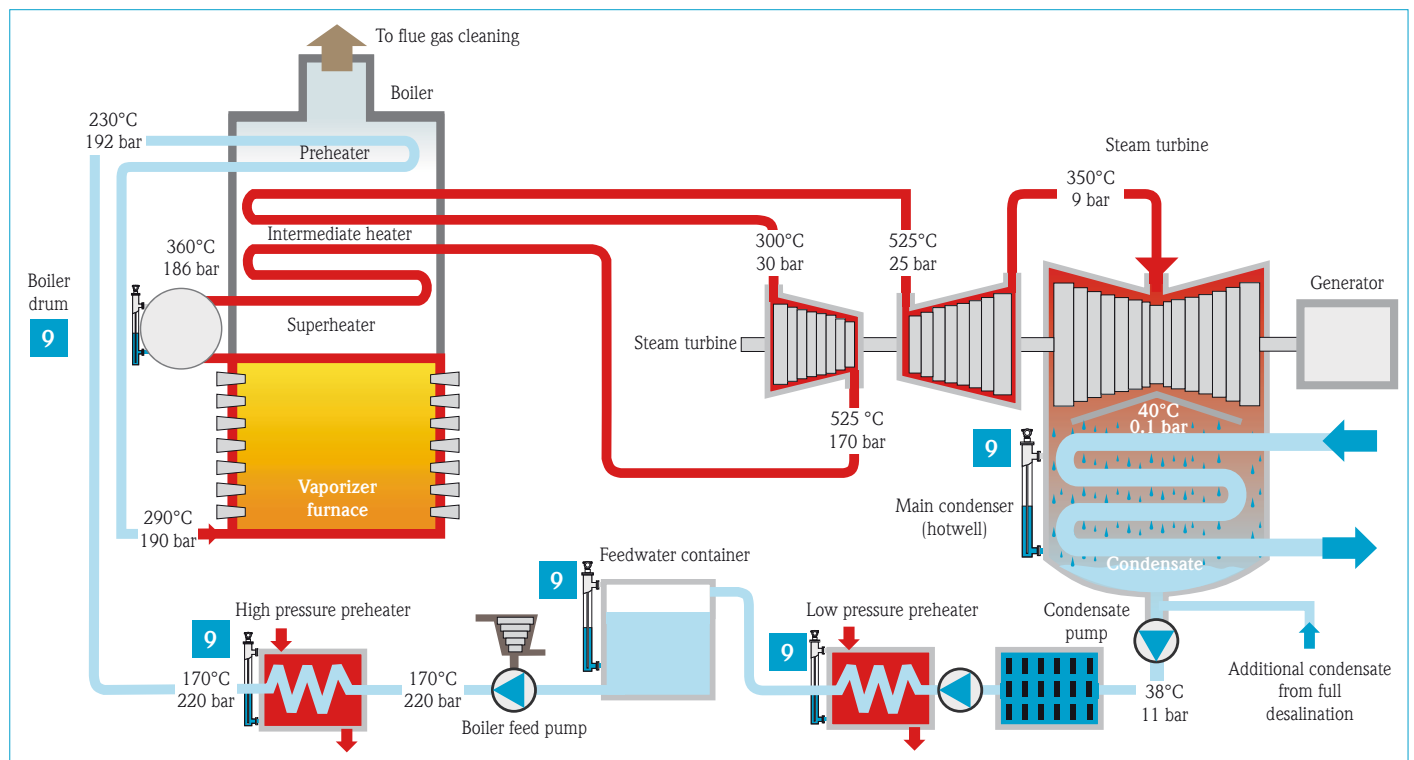 To flue gas cleaning
Boiler
230°C
192 bar
Preheater
Steam turbine
350°C
9 bar
Intermediate heater
360°C
186 bar
300°C
30 bar
525°C
25 bar
Boiler
drum
9
Superheater
Generator
Steam turbine
525 °C
170 bar
40°C
0.1 bar
9
Vaporizer
furnace
Main condenser
(hotwell)
290°C
190 bar
Condensate
Feedwater container
9
High pressure preheater
9
Low pressure preheater
9
Condensate
pump
170°C
220 bar
170°C
220 bar
Boiler feed pump
38°C
11 bar
Additional condensate
from full
desalination